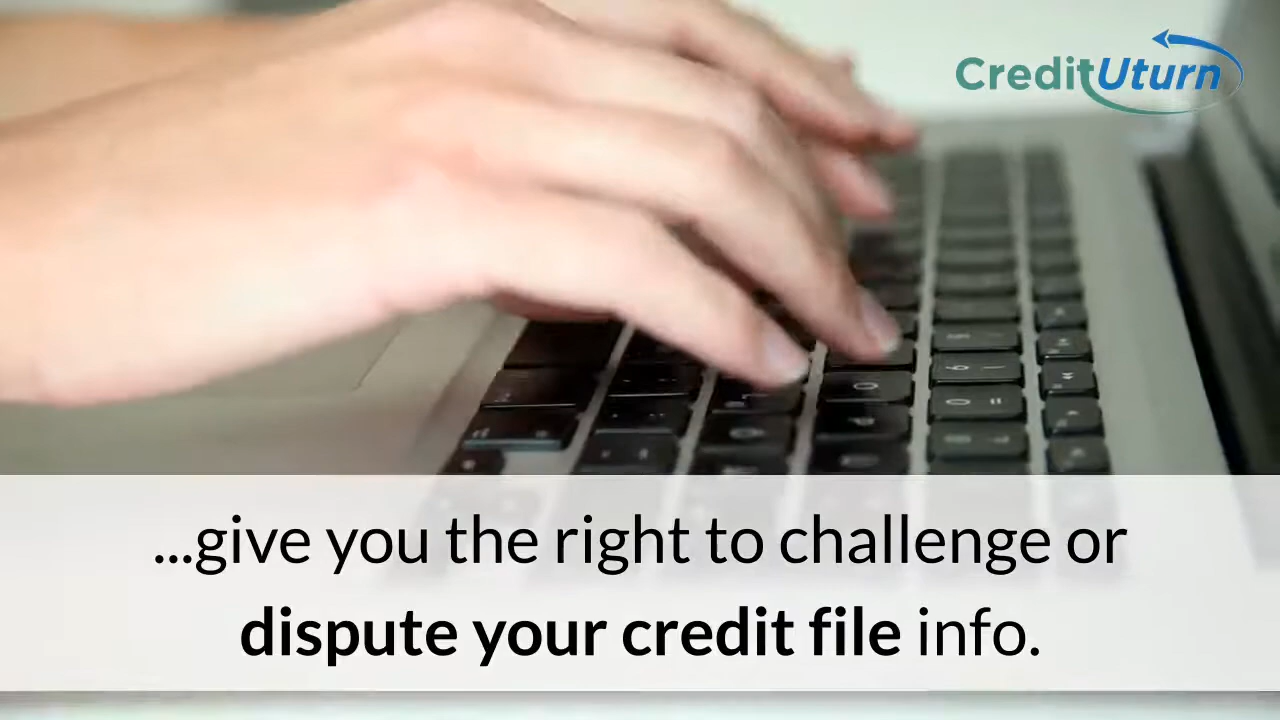 CreditUturn
...give you the right to challenge or
dispute your credit file info.